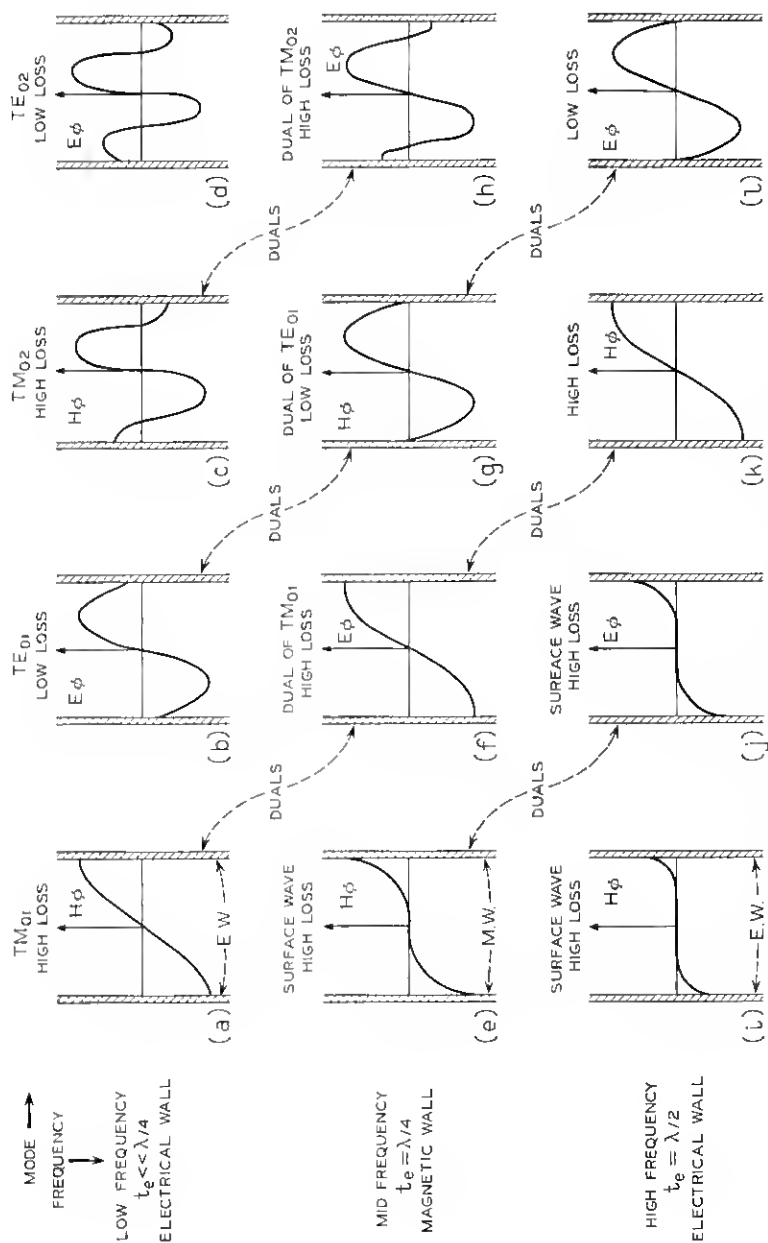 MODE
FREQUENCY
LOW FREQUENCY
te << λ/4
ELECTRICAL WALL
TM01
HIGH LOSS
Hϕ
E.W.
(a)
TE01
LOW LOSS
Eϕ
(b)
TM02
HIGH LOSS
Hϕ
(c)
TE02
LOW LOSS
Eϕ
(d)
DUALS
DUALS
DUALS
MID FREQUENCY
te = λ/4
MAGNETIC WALL
SURFACE WAVE
HIGH LOSS
Hϕ
M.W.
(e)
DUAL OF TM01
HIGH LOSS
Eϕ
(f)
DUAL OF TE01
LOW LOSS
Hϕ
(g)
DUAL OF TM02
HIGH LOSS
Eϕ
(h)
DUALS
DUALS
DUALS
HIGH FREQUENCY
te = λ/2
ELECTRICAL WALL
SURFACE WAVE
HIGH LOSS
Hϕ
E.W.
(i)
SUREACE WAVE
HIGH LOSS
Eϕ
(j)
HIGH LOSS
Hϕ
(k)
LOW LOSS
Eϕ
(l)